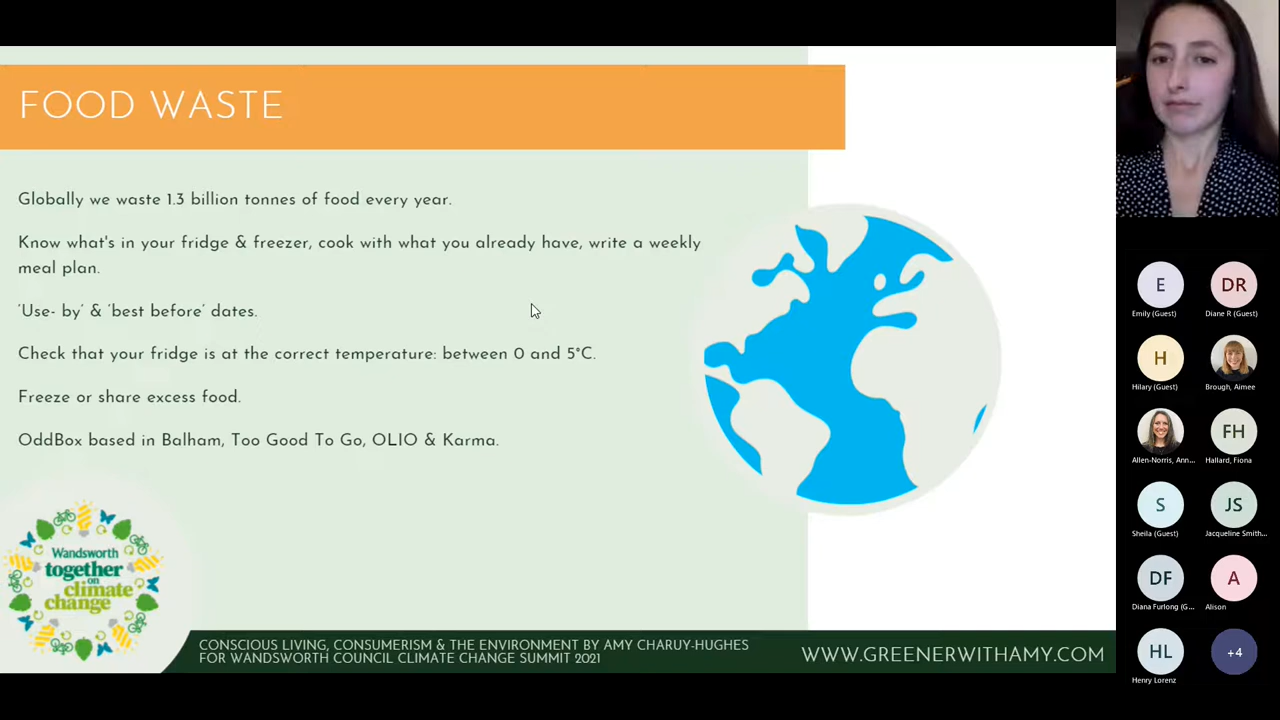 FOOD WASTE
Globally we waste 1.3 billion tonnes of food every year.
Know what's in your fridge & freezer, cook with what you already have, write a weekly
meal plan.
'Use- by' & 'best before' dates.
Check that your fridge is at the correct temperature: between 0 and 5°C.
Freeze or share excess food.
OddBox based in Balham, Too Good To Go, OLIO & Karma.
Wandsworth
together
on
climate
change
CONSCIOUS LIVING, CONSUMERISM & THE ENVIRONMENT BY AMY CHARUY-HUGHES
FOR WANDSWORTH COUNCIL CLIMATE CHANGE SUMMIT 2021
WWW.GREENERWITHAMY.COM
E
Emily (Guest)
DR
Diane R (Guest)
H
Hilary (Guest)
Brough, Aimee
Allen-Norris, Ann...
FH
Hallard, Fiona
S
Sheila (Guest)
JS
Jacqueline Smith...
DF
Diana Furlong (G...
A
Alison
HL
Henry Lorenz
+4